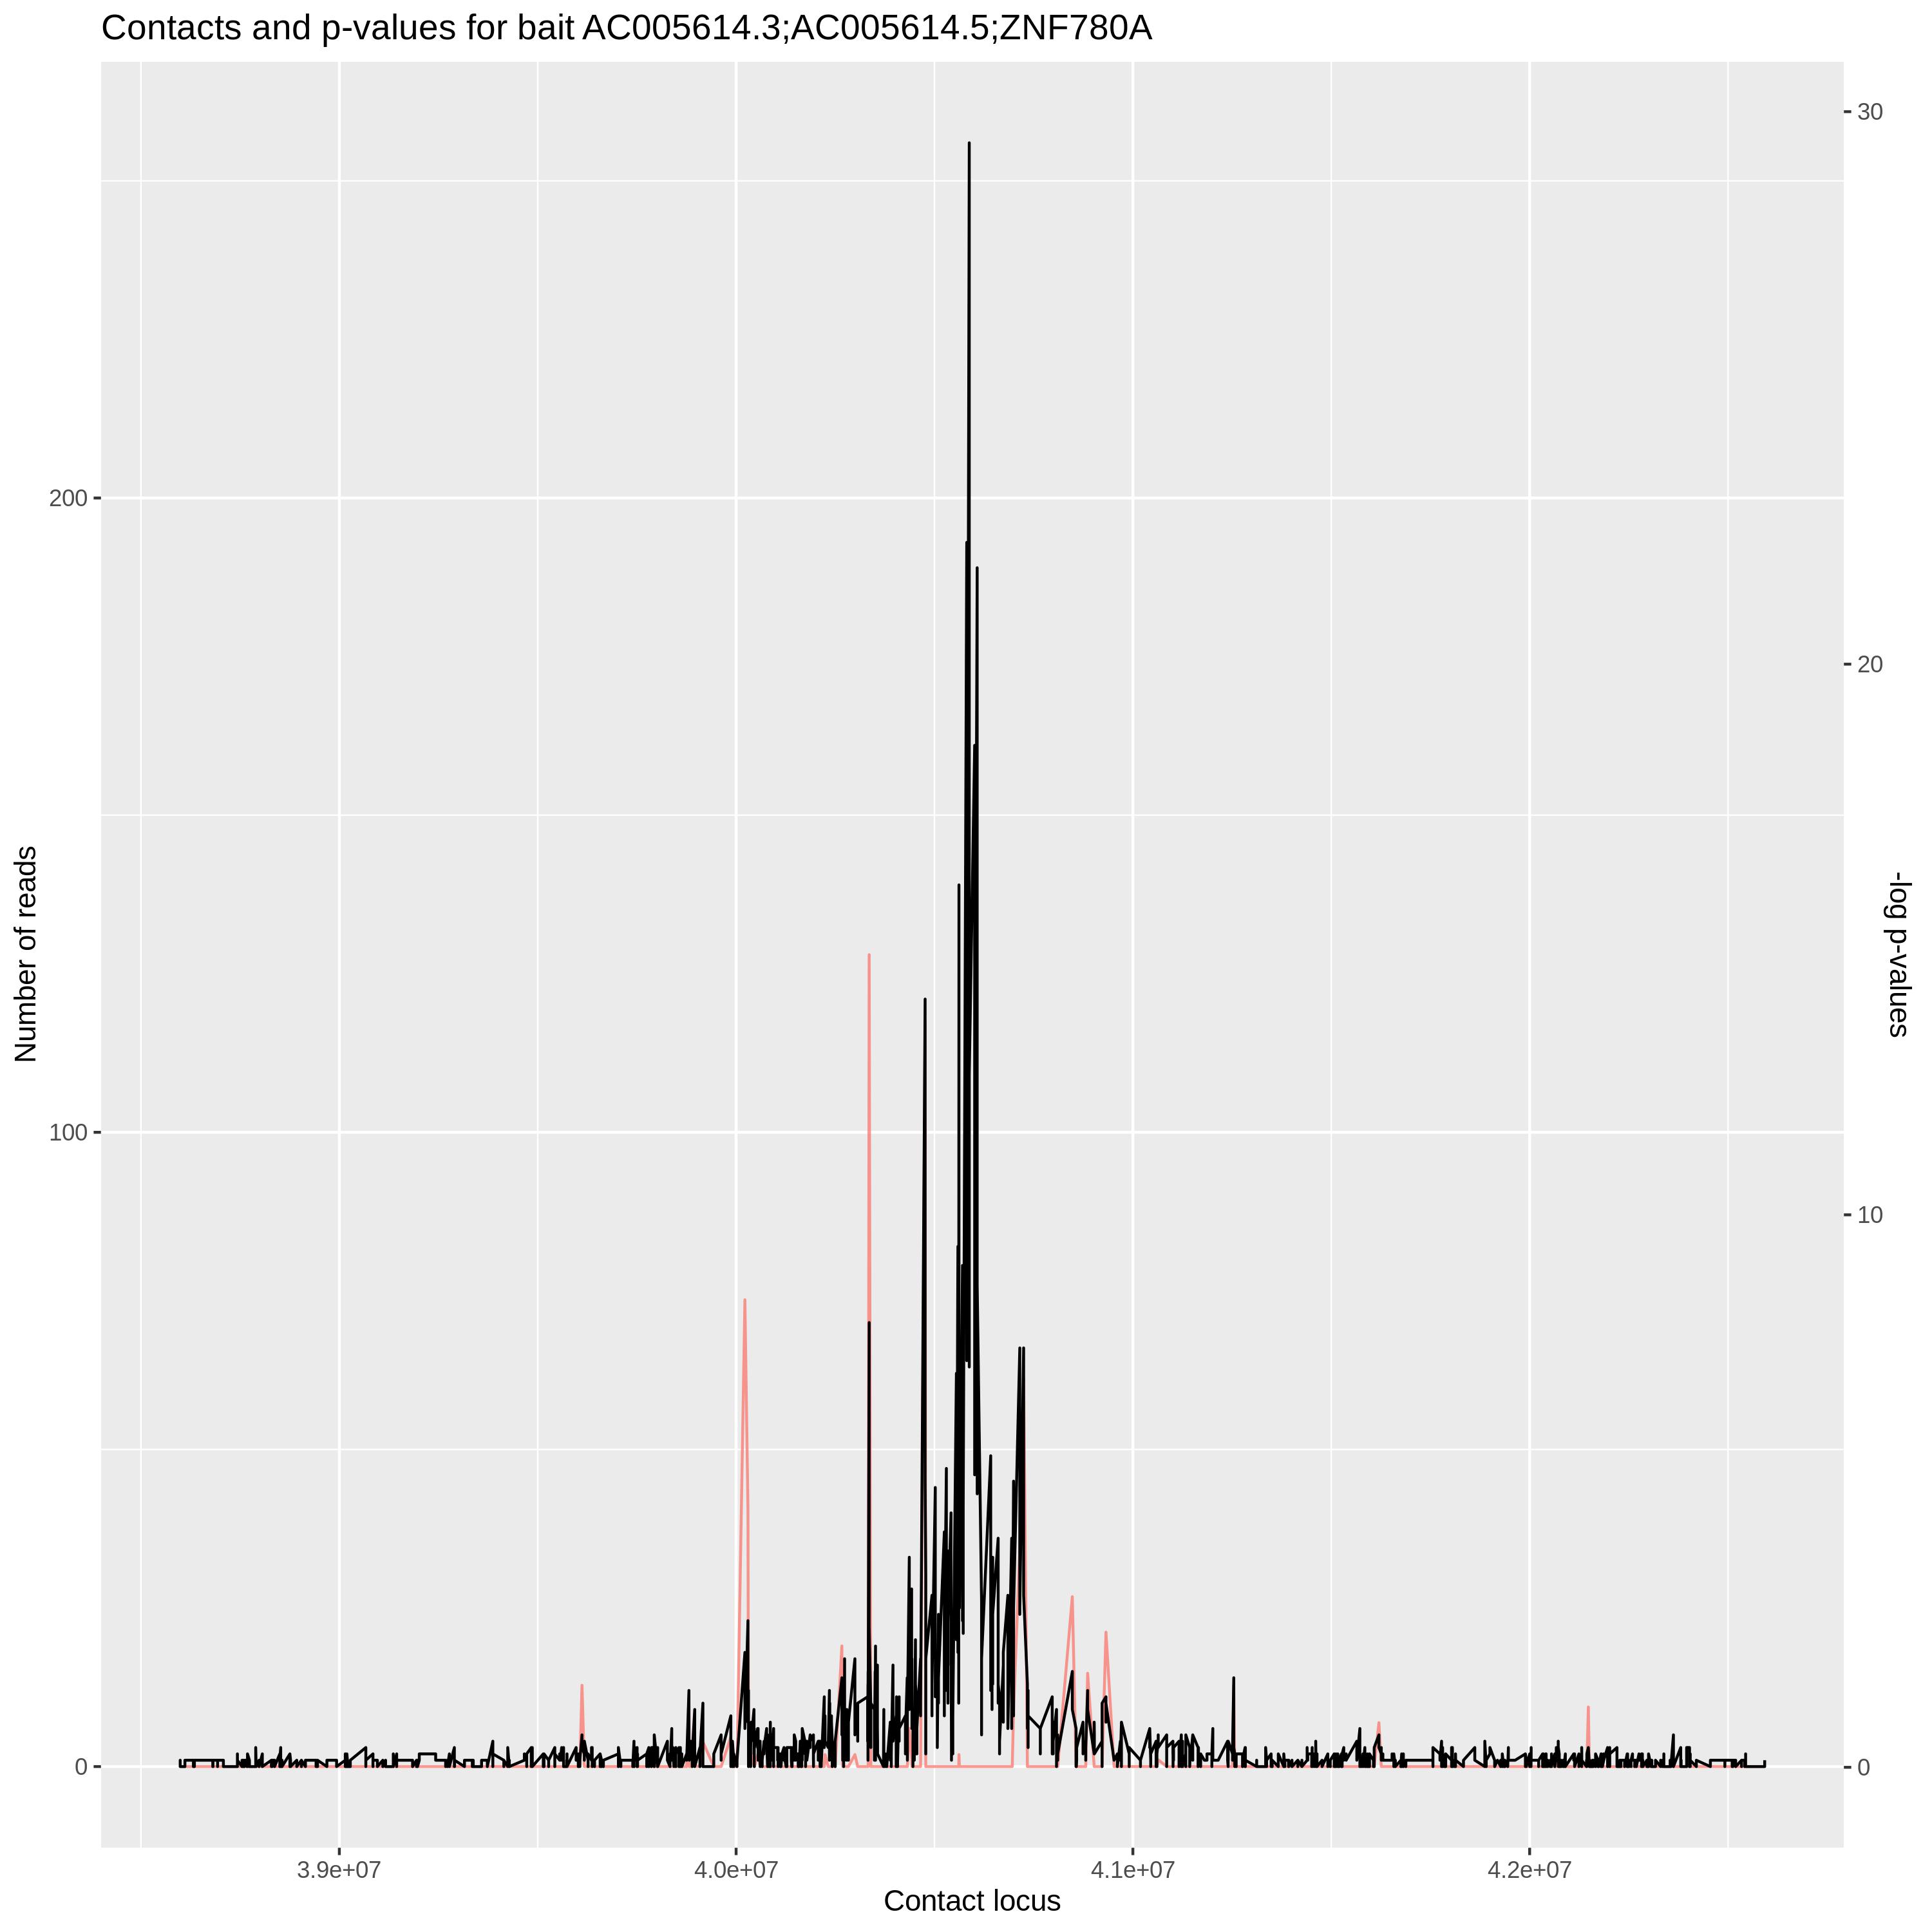 Contacts and p-values for bait AC005614.3;AC005614.5;ZNF780A
30
200
20
Number of reads
-log p-values
100
10
0
0
3.9e+07
4.0e+07
4.1e+07
4.2e+07
Contact locus